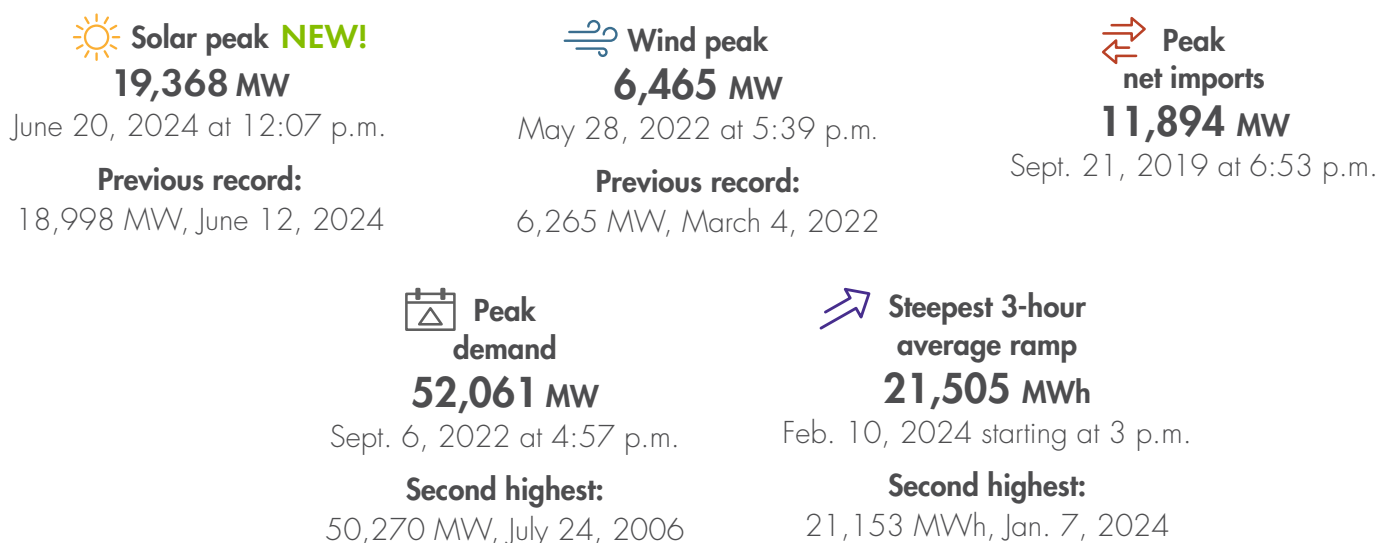 Solar peak NEW!
19,368 MW
June 20, 2024 at 12:07 p.m.
Previous record:
18,998 MW, June 12, 2024
Wind peak
6,465 MW
May 28, 2022 at 5:39 p.m.
Previous record:
6,265 MW, March 4, 2022
Peak
net imports
11,894 MW
Sept. 21, 2019 at 6:53 p.m.
Peak
demand
52,061 MW
Sept. 6, 2022 at 4:57 p.m.
Second highest:
50,270 MW, July 24, 2006
Steepest 3-hour
average ramp
21,505 MWh
Feb. 10, 2024 starting at 3 p.m.
Second highest:
21,153 MWh, Jan. 7, 2024